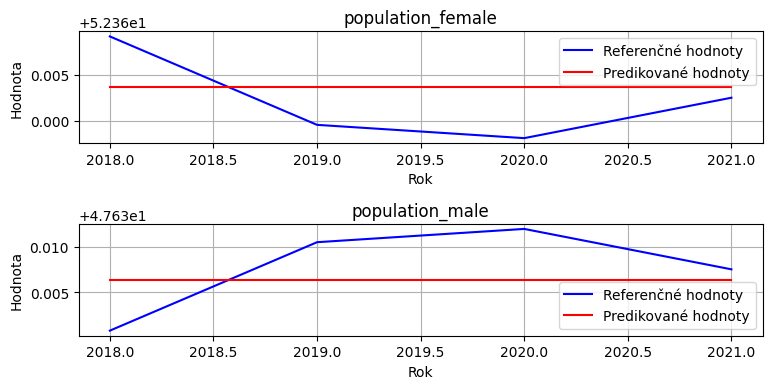 population_female
+5.236e1
Hodnota
0.005
0.000
Referenčné hodnoty
Predikované hodnoty
2018.0 2018.5 2019.0 2019.5 2020.0 2020.5 2021.0
Rok
population_male
+4.763e1
Hodnota
0.010
0.005
Referenčné hodnoty
Predikované hodnoty
2018.0 2018.5 2019.0 2019.5 2020.0 2020.5 2021.0
Rok